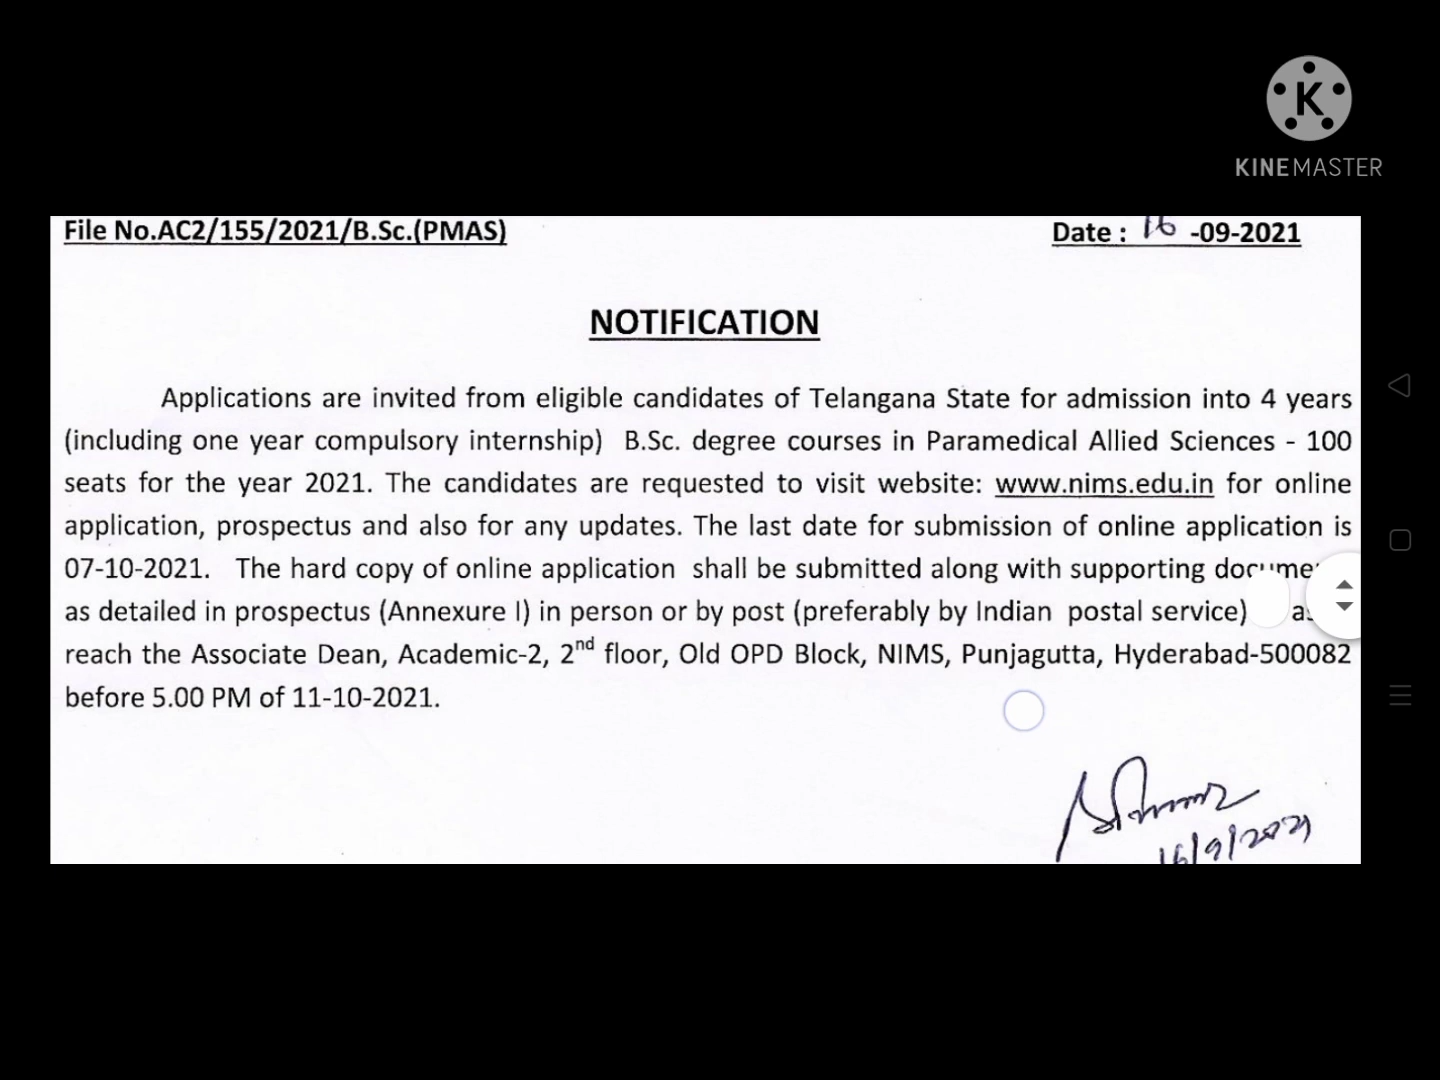 KINEMASTER
File No.AC2/155/2021/B.Sc.(PMAS) Date : 16 -09-2021
NOTIFICATION
Applications are invited from eligible candidates of Telangana State for admission into 4 years
(including one year compulsory internship) B.Sc. degree courses in Paramedical Allied Sciences - 100
seats for the year 2021. The candidates are requested to visit website: www.nims.edu.in for online
application, prospectus and also for any updates. The last date for submission of online application is
07-10-2021. The hard copy of online application shall be submitted along with supporting
as detailed in prospectus (Annexure I) in person or by post (preferably by Indian postal service)
reach the Associate Dean, Academic-2, 2nd floor, Old OPD Block, NIMS, Punjagutta, Hyderabad-500082
before 5.00 PM of 11-10-2021.
16/9/2021